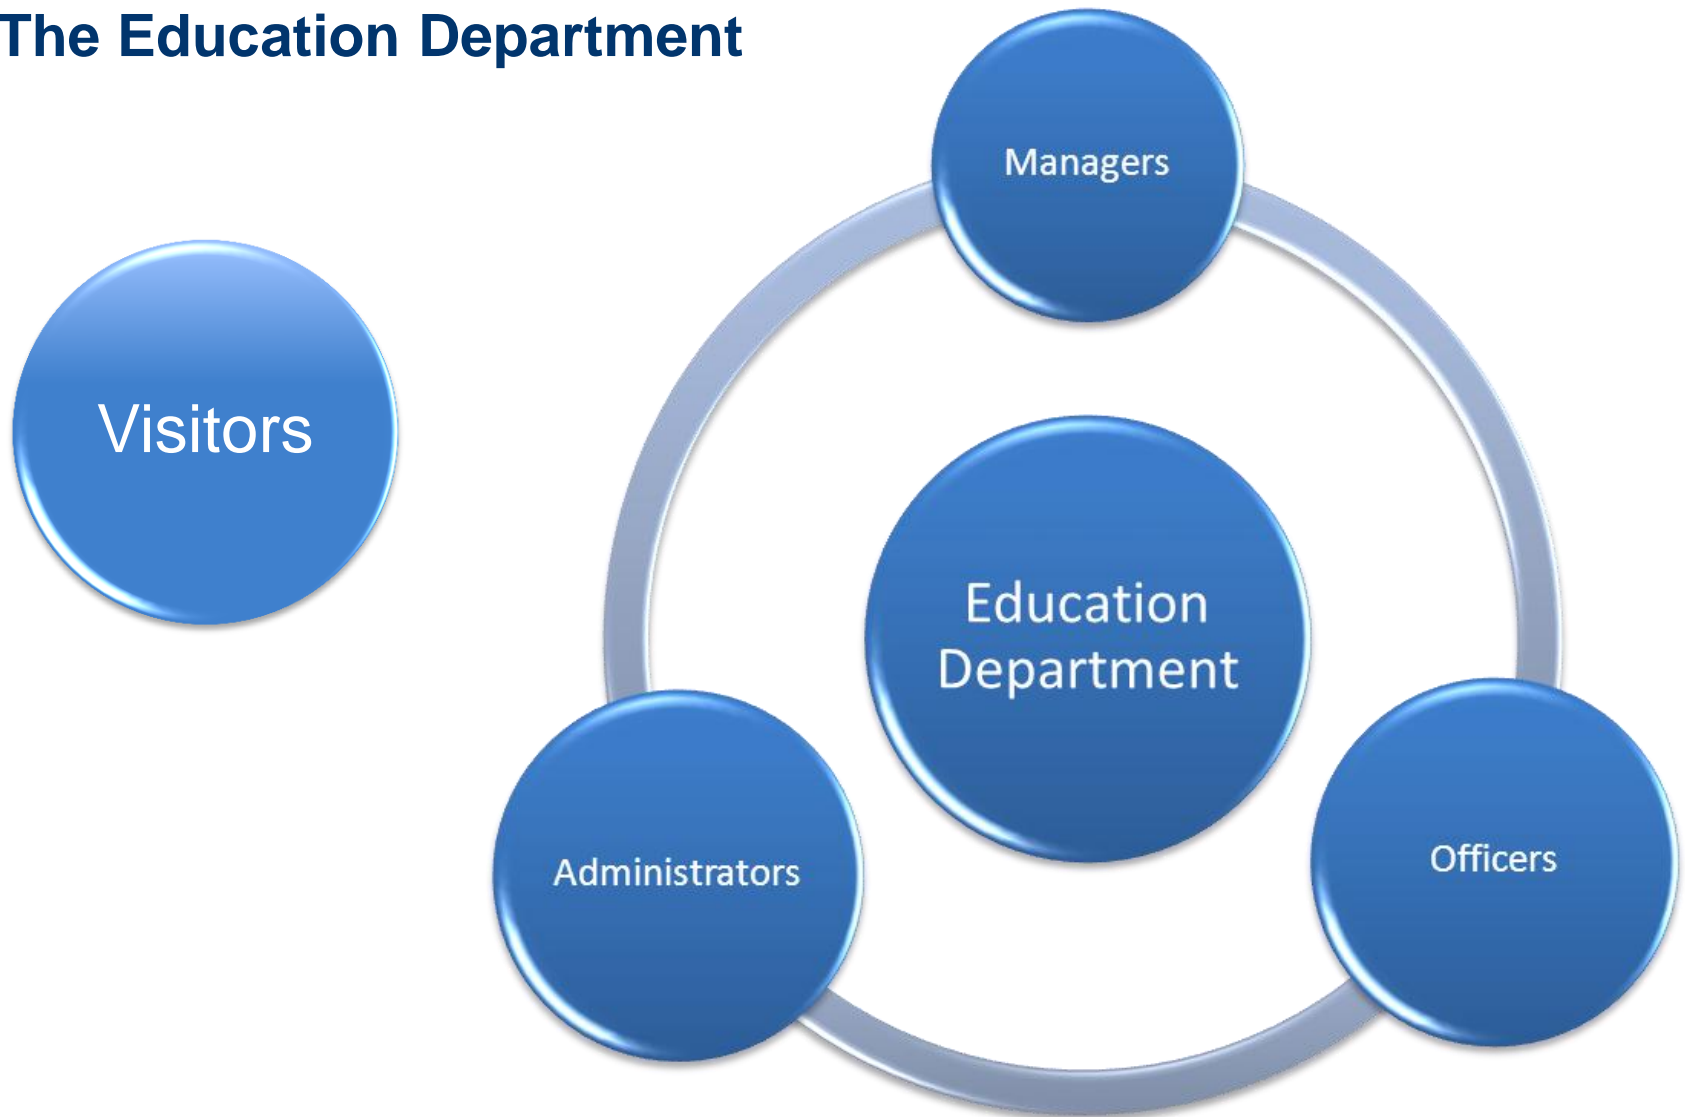 The Education Department
Managers
Visitors
Education
Department
Administrators
Officers